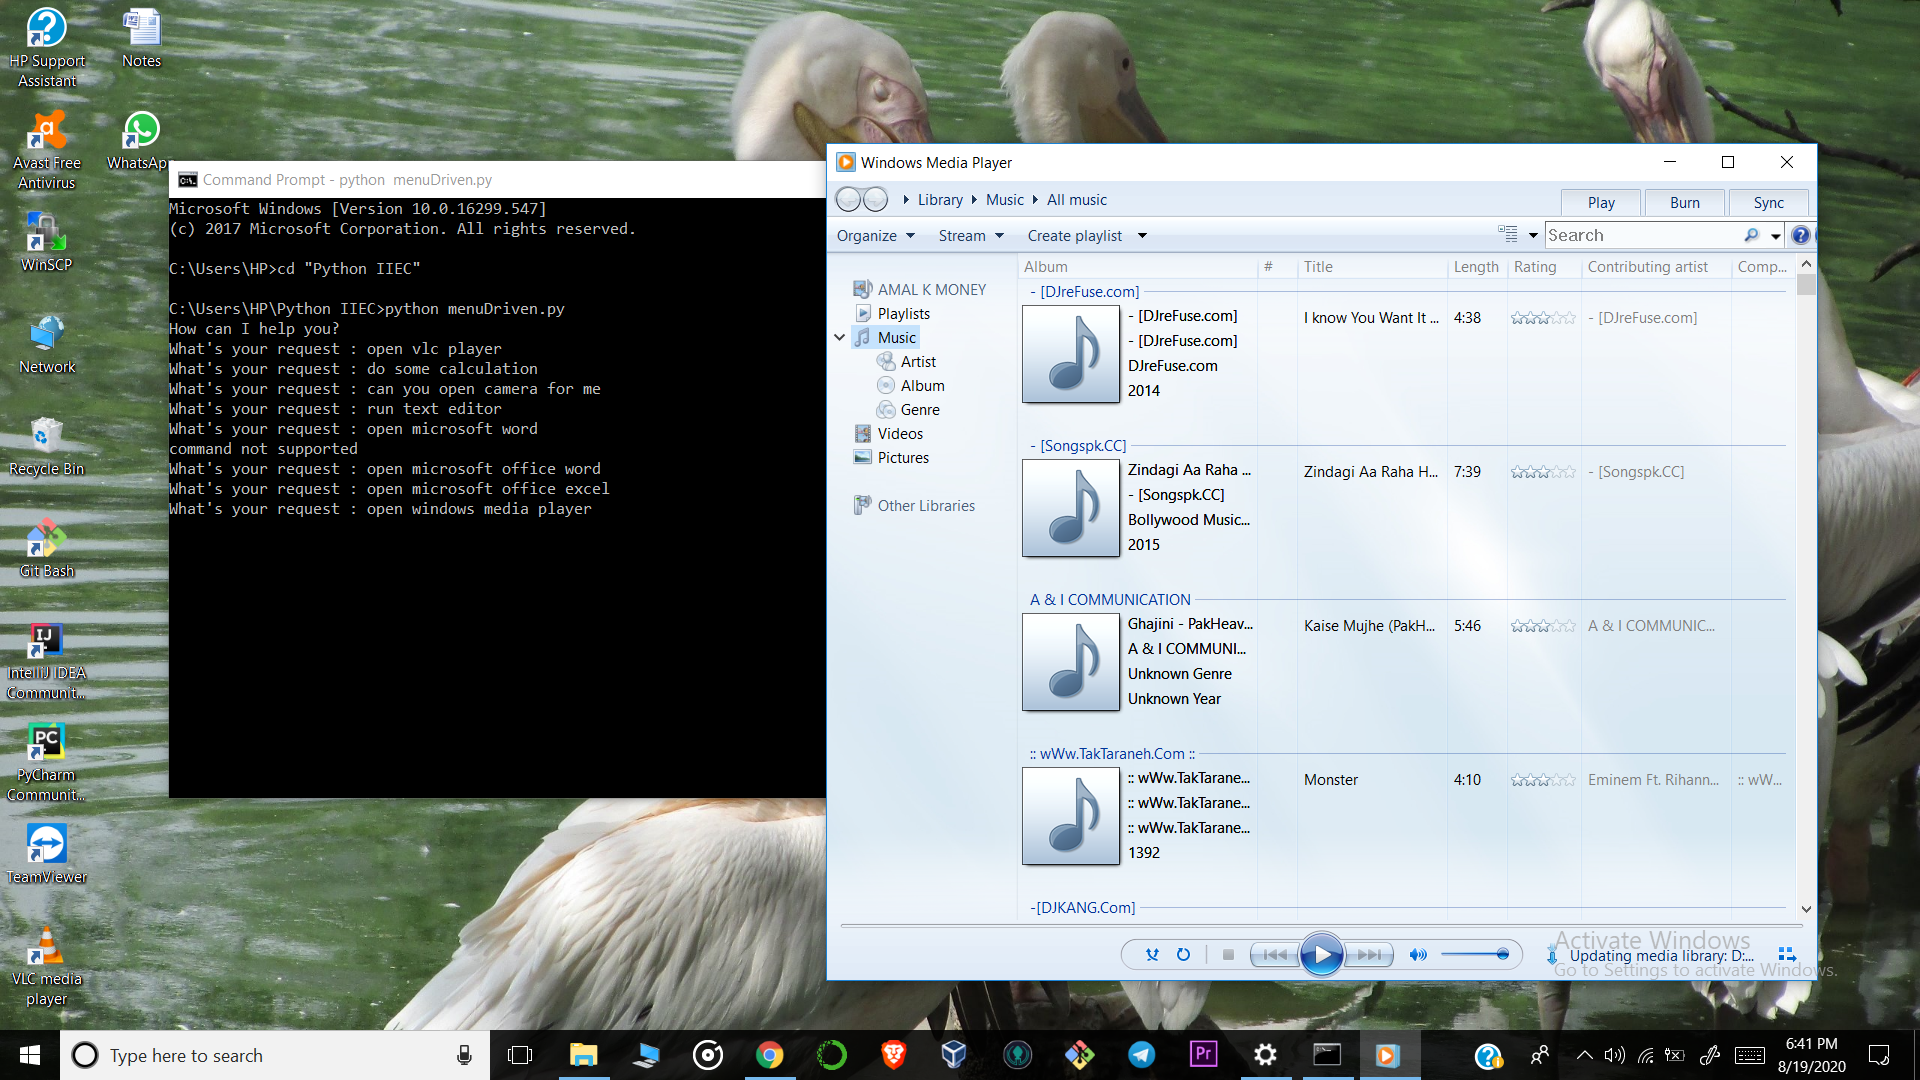 HP Support
Assistant
Notes
Avast Free
Antivirus
WhatsApp
WinSCP
Network
Recycle Bin
Git Bash
IntelliJ IDEA
Communit...
PyCharm
Communit...
TeamViewer
VLC media
player
Command Prompt - python  menuDriven.py
Microsoft Windows [Version 10.0.16299.547]
(c) 2017 Microsoft Corporation. All rights reserved.
C:\Users\HP>cd "Python IIEC"
C:\Users\HP\Python IIEC>python menuDriven.py
How can I help you?
What's your request : open vlc player
What's your request : do some calculation
What's your request : can you open camera for me
What's your request : run text editor
What's your request : open microsoft word
command not supported
What's your request : open microsoft office word
What's your request : open microsoft office excel
What's your request : open windows media player
Windows Media Player
Library Music All music
Play Burn Sync
Organize Stream Create playlist
Search
AMAL K MONEY
Playlists
Music
Artist
Album
Genre
Videos
Pictures
Other Libraries
Album # Title Length Rating Contributing artist Comp...
- [DJreFuse.com]
- [DJreFuse.com] I know You Want It ... 4:38 - [DJreFuse.com]
- [DJreFuse.com]
DJreFuse.com
2014
- [Songspk.CC]
Zindagi Aa Raha ... Zindagi Aa Raha H... 7:39 - [Songspk.CC]
- [Songspk.CC]
Bollywood Music...
2015
A & I COMMUNICATION
Ghajini - PakHeav... Kaise Mujhe (PakH... 5:46 A & I COMMUNIC...
A & I COMMUNI...
Unknown Genre
Unknown Year
:: wWw.TakTaraneh.Com ::
:: wWw.TakTarane... Monster 4:10 Eminem Ft. Rihann... :: wW...
:: wWw.TakTarane...
:: wWw.TakTarane...
1392
-[DJKANG.Com]
Updating media library: D:...
Activate Windows
Go to Settings to activate Windows.
Type here to search
6:41 PM
8/19/2020